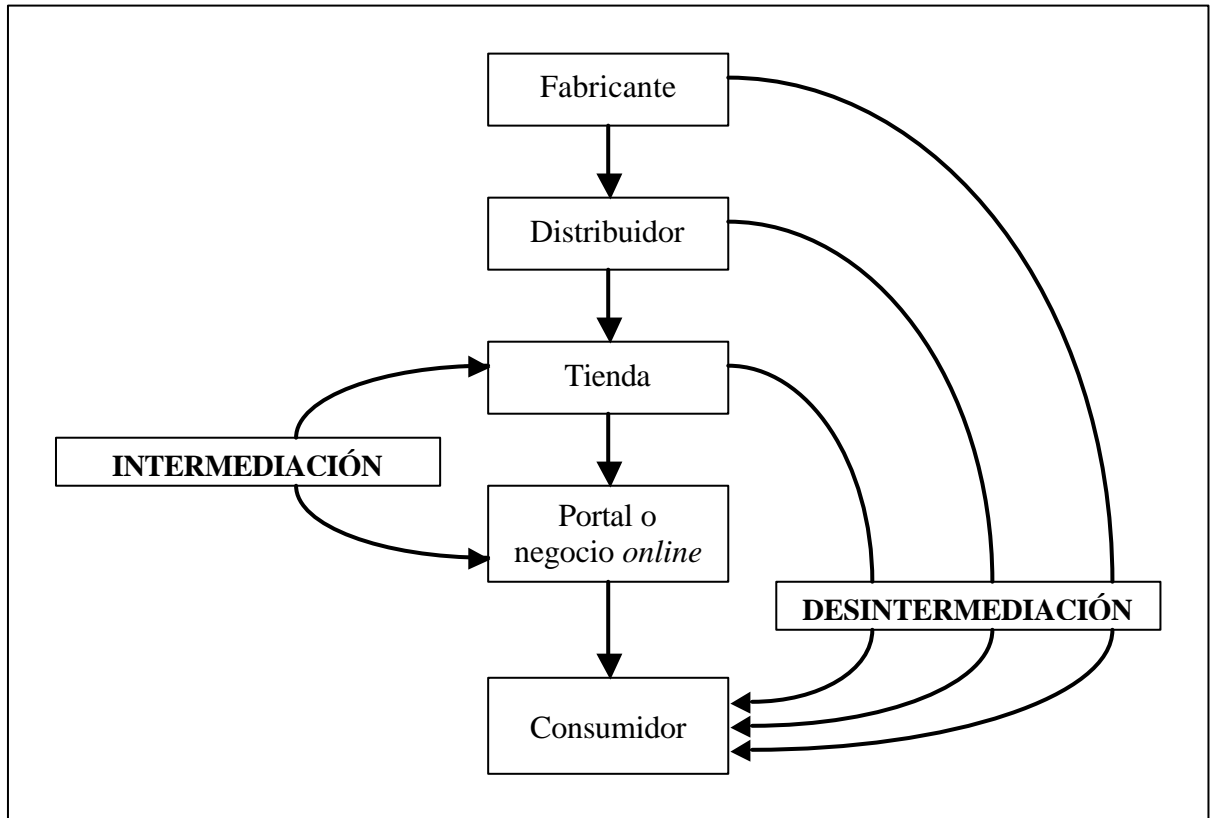 Fabricante
Distribuidor
Tienda
INTERMEDIACIÓN
Portal o
negocio online
DESINTERMEDIACIÓN
Consumidor